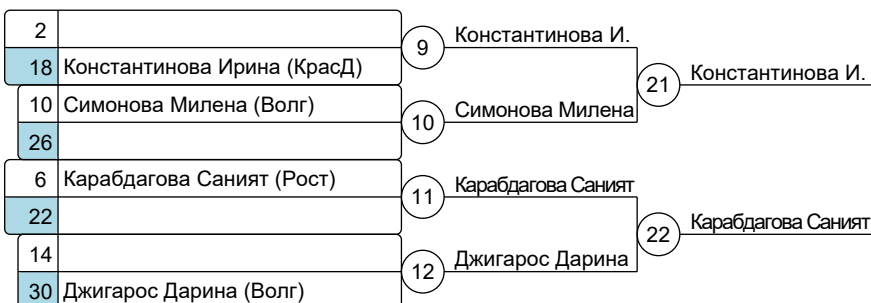 2
18 Константинова Ирина (КрасД)
9 Константинова И.
10 Симонова Милена (Волг)
26
10 Симонова Милена
21 Константинова И.
6 Карабдагова Саният (Рост)
22
11 Карабдагова Саният
14
30 Джигарос Дарина (Волг)
12 Джигарос Дарина
22 Карабдагова Саният